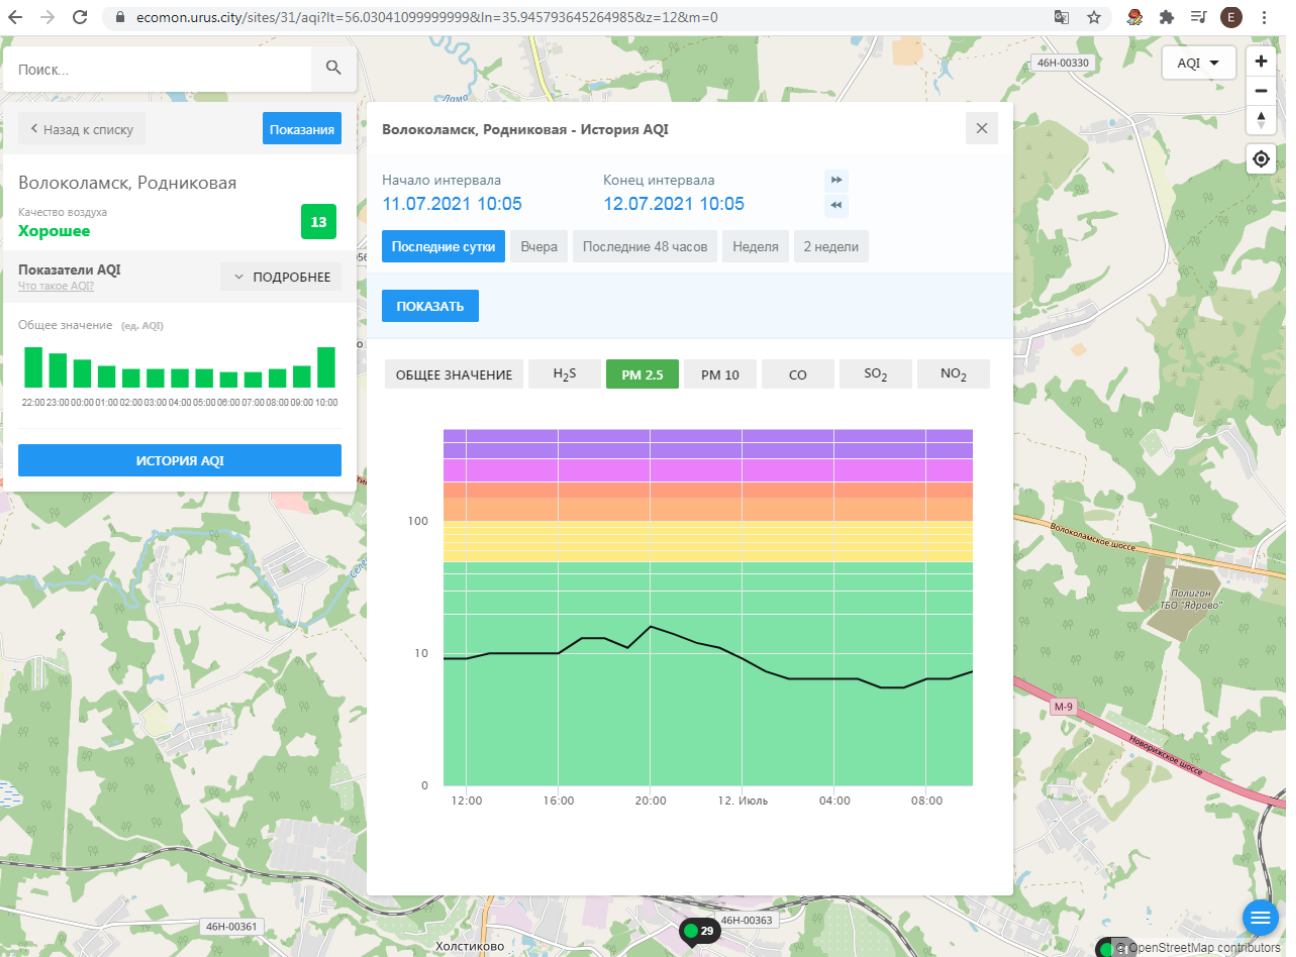 ecomon.urus.city/sites/31/aqi?lt=56.03041099999999&ln=35.945793645264985&z=12&m=0
E
Поиск...
46Н-00330
AQI
Лама
Назад к списку
Показания
Волоколамск, Родниковая - История AQI
Волоколамск, Родниковая
Качество воздуха
Хорошее
13
Показатели AQI
Что такое AQI?
ПОДРОБНЕЕ
Общее значение (ед. AQI)
22:00 23:00 00:00 01:00 02:00 03:00 04:00 05:00 06:00 07:00 08:00 09:00 10:00
ИСТОРИЯ AQI
Начало интервала
Конец интервала
11.07.2021 10:05
12.07.2021 10:05
Последние сутки
Вчера
Последние 48 часов
Неделя
2 недели
ПОКАЗАТЬ
ОБЩЕЕ ЗНАЧЕНИЕ
H2S
PM 2.5
PM 10
CO
SO2
NO2
100
10
0
12:00 16:00 20:00 12. Июль 04:00 08:00
Волоколамское шоссе
Полигон
ТБО "Ядрово"
М-9
Новорижское шоссе
46Н-00361
46Н-00363
29
Холстиково
© OpenStreetMap contributors